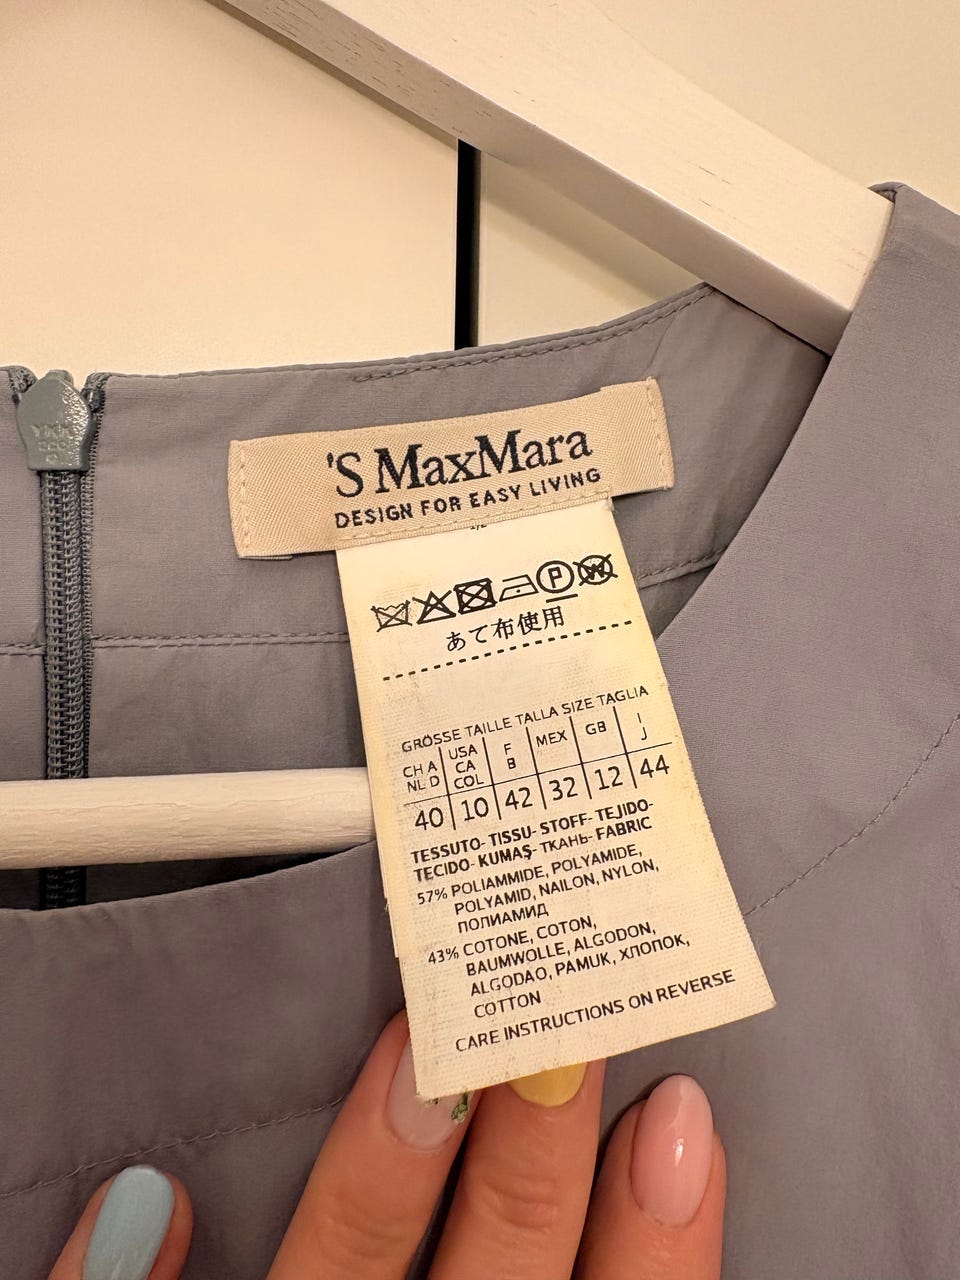 'S MaxMara
DESIGN FOR EASY LIVING
P W
あて布使用
GRÖSSE TAILLE TALLA SIZE TAGLIA
CH A NL D USA CA COL F B MEX GB I J
40 10 42 32 12 44
TESSUTO- TISSU- STOFF- TEJIDO-
TECIDO- KUMAŞ- ТКАНЬ- FABRIC
57% POLIAMMIDE, POLYAMIDE,
POLYAMID, NAILON, NYLON,
ПОЛИАМИД
43% COTONE, COTON,
BAUMWOLLE, ALGODON,
ALGODAO, PAMUK, ХЛОПОК,
COTTON
CARE INSTRUCTIONS ON REVERSE
YKK